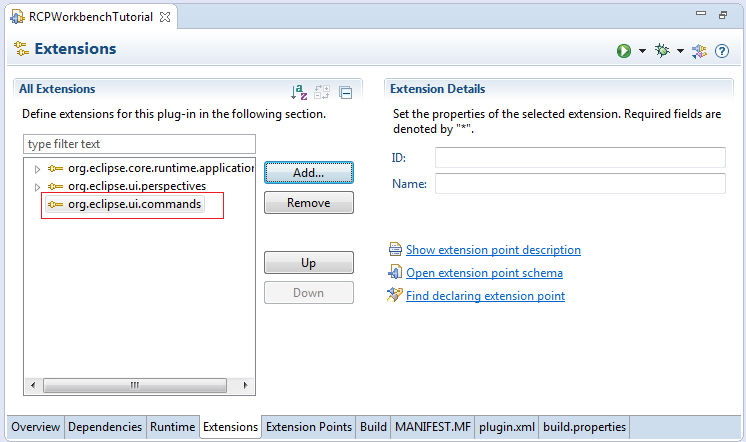 RCPWorkbenchTutorial
Extensions
All Extensions
Define extensions for this plug-in in the following section.
type filter text
org.eclipse.core.runtime.application
org.eclipse.ui.perspectives
org.eclipse.ui.commands
Add...
Remove
Up
Down
Extension Details
Set the properties of the selected extension. Required fields are
denoted by "*".
ID:
Name:
Show extension point description
Open extension point schema
Find declaring extension point
Overview Dependencies Runtime Extensions Extension Points Build MANIFEST.MF plugin.xml build.properties